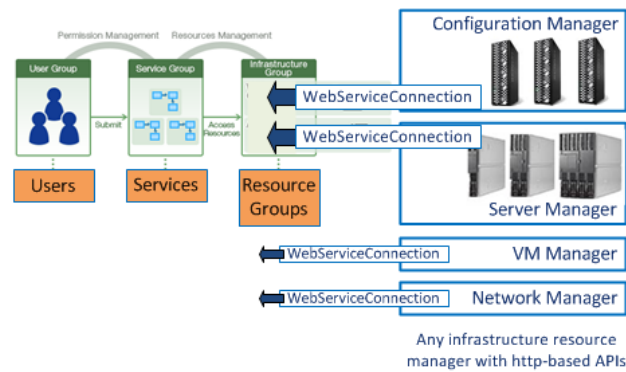 Permission Management
Resources Management
Configuration Manager
User Group
Service Group
Infrastructure
Group
WebServiceConnection
Submit
Access
Resources
WebServiceConnection
Users
Services
Resource
Groups
Server Manager
WebServiceConnection
VM Manager
WebServiceConnection
Network Manager
Any infrastructure resource
manager with http-based APIs